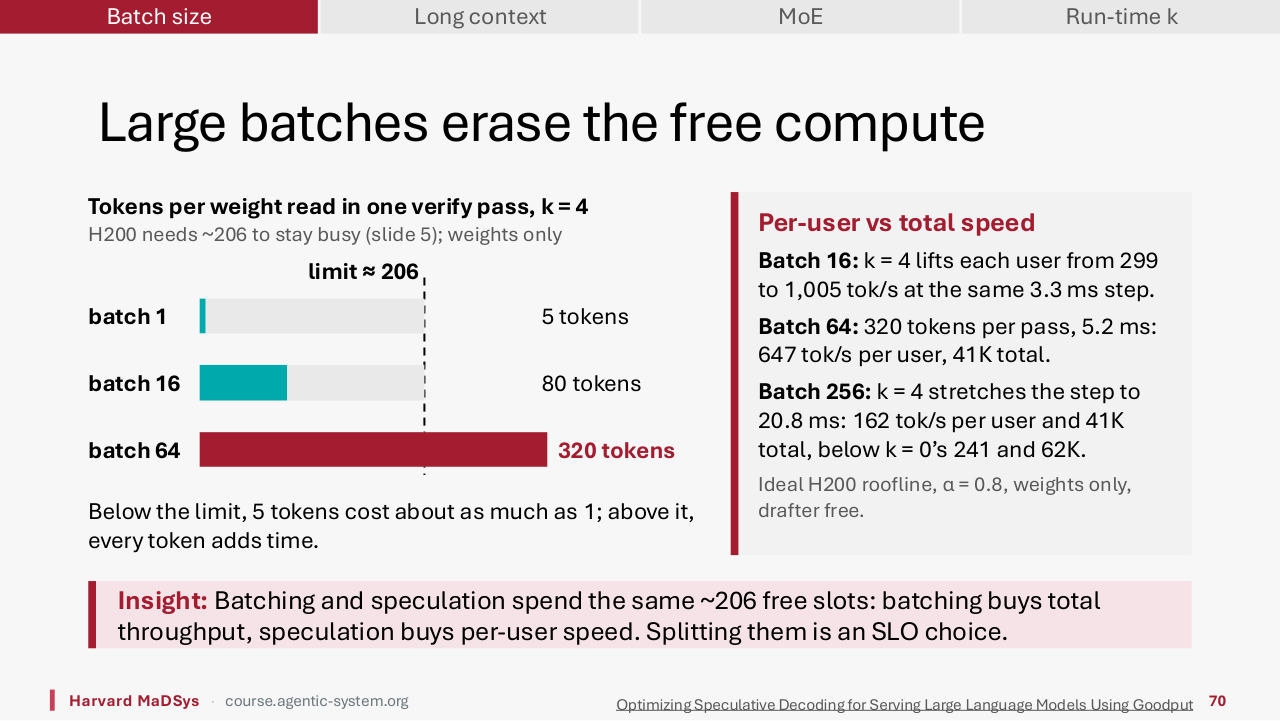 Batch size
Long context
MoE
Run-time k
Large batches erase the free compute
Tokens per weight read in one verify pass, k = 4
H200 needs ~206 to stay busy (slide 5); weights only
limit ≈ 206
batch 1
5 tokens
batch 16
80 tokens
batch 64
320 tokens
Below the limit, 5 tokens cost about as much as 1; above it,
every token adds time.
Per-user vs total speed
Batch 16: k = 4 lifts each user from 299
to 1,005 tok/s at the same 3.3 ms step.
Batch 64: 320 tokens per pass, 5.2 ms:
647 tok/s per user, 41K total.
Batch 256: k = 4 stretches the step to
20.8 ms: 162 tok/s per user and 41K
total, below k = 0’s 241 and 62K.
Ideal H200 roofline, α = 0.8, weights only,
drafter free.
Insight: Batching and speculation spend the same ~206 free slots: batching buys total
throughput, speculation buys per-user speed. Splitting them is an SLO choice.
Harvard MaDSys · course.agentic-system.org
Optimizing Speculative Decoding for Serving Large Language Models Using Goodput
70